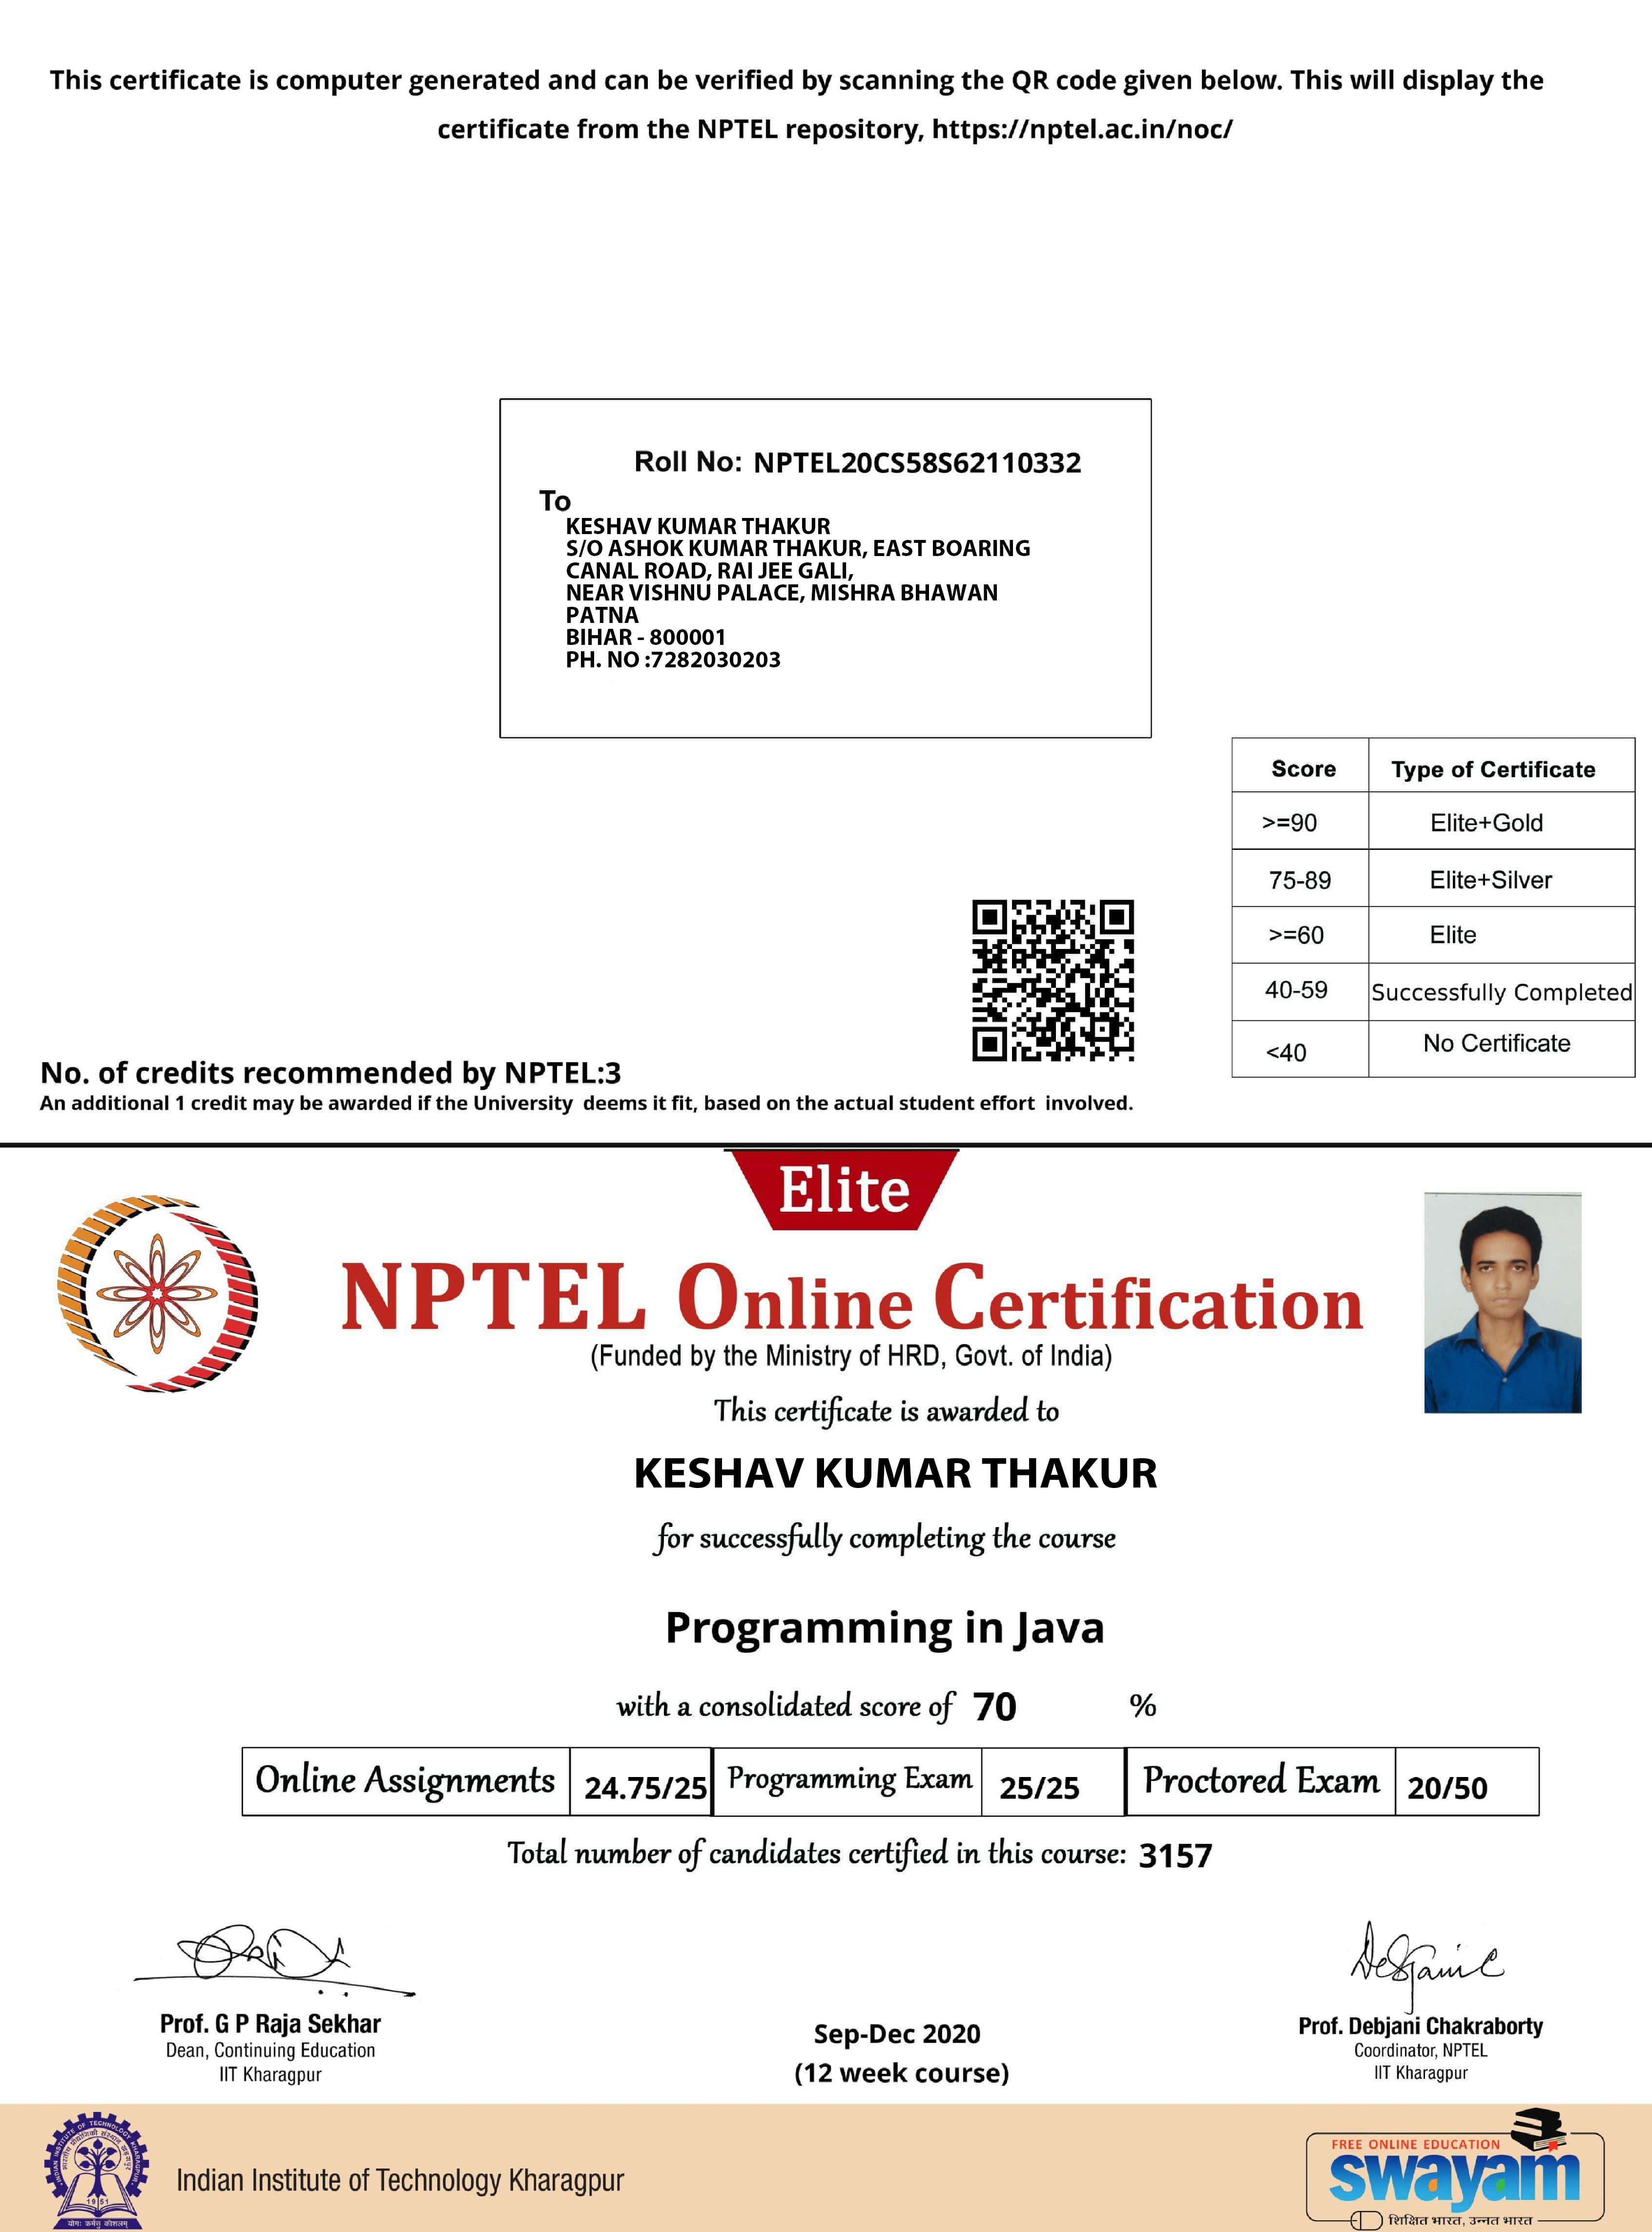 This certificate is computer generated and can be verified by scanning the QR code given below. This will display the
certificate from the NPTEL repository, https://nptel.ac.in/noc/
Roll No: NPTEL20CS58S62110332
To
KESHAV KUMAR THAKUR
S/O ASHOK KUMAR THAKUR, EAST BOARING
CANAL ROAD, RAI JEE GALI,
NEAR VISHNU PALACE, MISHRA BHAWAN
PATNA
BIHAR - 800001
PH. NO :7282030203
Score Type of Certificate
>=90 Elite+Gold
75-89 Elite+Silver
>=60 Elite
40-59 Successfully Completed
<40 No Certificate
No. of credits recommended by NPTEL:3
An additional 1 credit may be awarded if the University deems it fit, based on the actual student effort involved.
Elite
NPTEL Online Certification
(Funded by the Ministry of HRD, Govt. of India)
This certificate is awarded to
KESHAV KUMAR THAKUR
for successfully completing the course
Programming in Java
with a consolidated score of 70 %
Online Assignments 24.75/25 Programming Exam 25/25 Proctored Exam 20/50
Total number of candidates certified in this course: 3157
Prof. G P Raja Sekhar
Dean, Continuing Education
IIT Kharagpur
Sep-Dec 2020
(12 week course)
Debjani C
Prof. Debjani Chakraborty
Coordinator, NPTEL
IIT Kharagpur
INDIAN INSTITUTE OF TECHNOLOGY KHARAGPUR
1951
योगः कर्मसु कौशलम्
Indian Institute of Technology Kharagpur
FREE ONLINE EDUCATION
swayam
शिक्षित भारत, उन्नत भारत